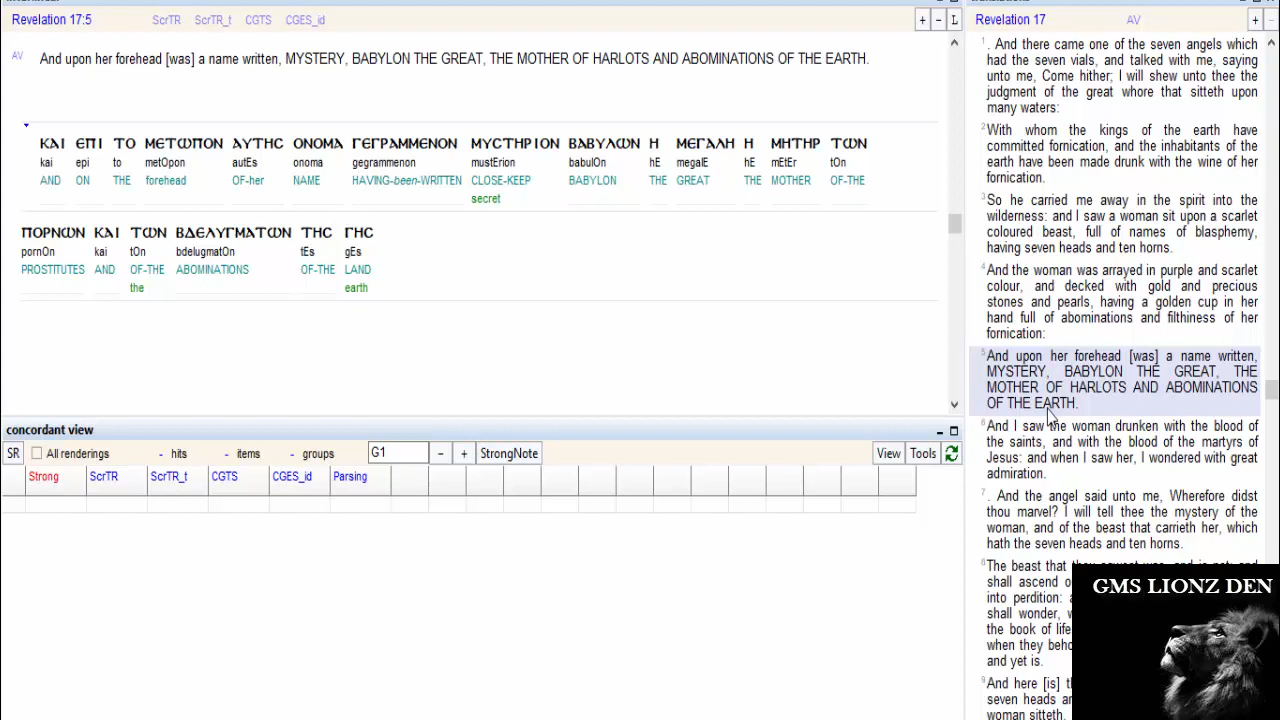 Revelation 17:5 ScrTR ScrTR_t CGTS CGES_id + - L
AV And upon her forehead [was] a name written, MYSTERY, BABYLON THE GREAT, THE MOTHER OF HARLOTS AND ABOMINATIONS OF THE EARTH.
ΚΑΙ ΕΠΙ ΤΟ ΜΕΤΩΠΟΝ ΑΥΤΗϹ ΟΝΟΜΑ ΓΕΓΡΑΜΜΕΝΟΝ ΜΥϹΤΗΡΙΟΝ ΒΑΒΥΛΩΝ Η ΜΕΓΑΛΗ Η ΜΗΤΗΡ ΤΩΝ
kai epi to metOpon autEs onoma gegrammenon mustErion babulOn hE megalE hE mEtEr tOn
AND ON THE forehead OF-her NAME HAVING-been-WRITTEN CLOSE-KEEP BABYLON THE GREAT THE MOTHER OF-THE
secret
ΠΟΡΝΩΝ ΚΑΙ ΤΩΝ ΒΔΕΛΥΓΜΑΤΩΝ ΤΗϹ ΓΗϹ
pornOn kai tOn bdelugmatOn tEs gEs
PROSTITUTES AND OF-THE ABOMINATIONS OF-THE LAND
the earth
concordant view
SR All renderings - hits - items - groups G1 - + StrongNote View Tools
Strong ScrTR ScrTR_t CGTS CGES_id Parsing
Revelation 17 AV + -
1 . And there came one of the seven angels which
had the seven vials, and talked with me, saying
unto me, Come hither; I will shew unto thee the
judgment of the great whore that sitteth upon
many waters:
2 With whom the kings of the earth have
committed fornication, and the inhabitants of the
earth have been made drunk with the wine of her
fornication.
3 So he carried me away in the spirit into the
wilderness: and I saw a woman sit upon a scarlet
coloured beast, full of names of blasphemy,
having seven heads and ten horns.
4 And the woman was arrayed in purple and scarlet
colour, and decked with gold and precious
stones and pearls, having a golden cup in her
hand full of abominations and filthiness of her
fornication:
5 And upon her forehead [was] a name written,
MYSTERY, BABYLON THE GREAT, THE
MOTHER OF HARLOTS AND ABOMINATIONS
OF THE EARTH.
6 And I saw the woman drunken with the blood of
the saints, and with the blood of the martyrs of
Jesus: and when I saw her, I wondered with great
admiration.
7 . And the angel said unto me, Wherefore didst
thou marvel? I will tell thee the mystery of the
woman, and of the beast that carrieth her, which
hath the seven heads and ten horns.
8 The beast that
shall ascend
into perdition:
shall wonder,
the book of life
when they
and yet is.
9 And here [is]
seven heads
woman sitteth.
GMS LIONZ DEN